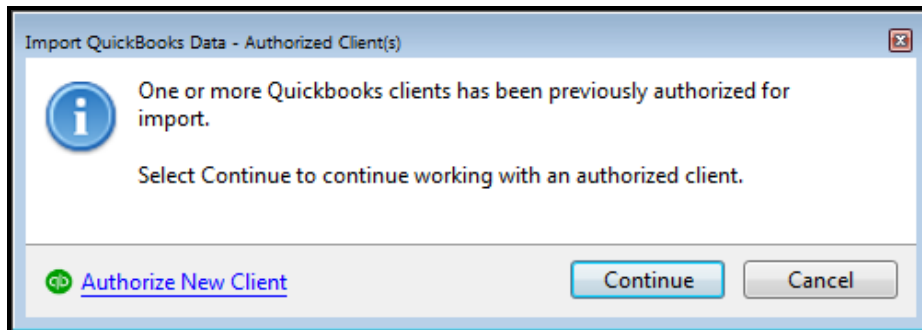 Import QuickBooks Data - Authorized Client(s)
One or more Quickbooks clients has been previously authorized for
import.
Select Continue to continue working with an authorized client.
Authorize New Client
Continue
Cancel